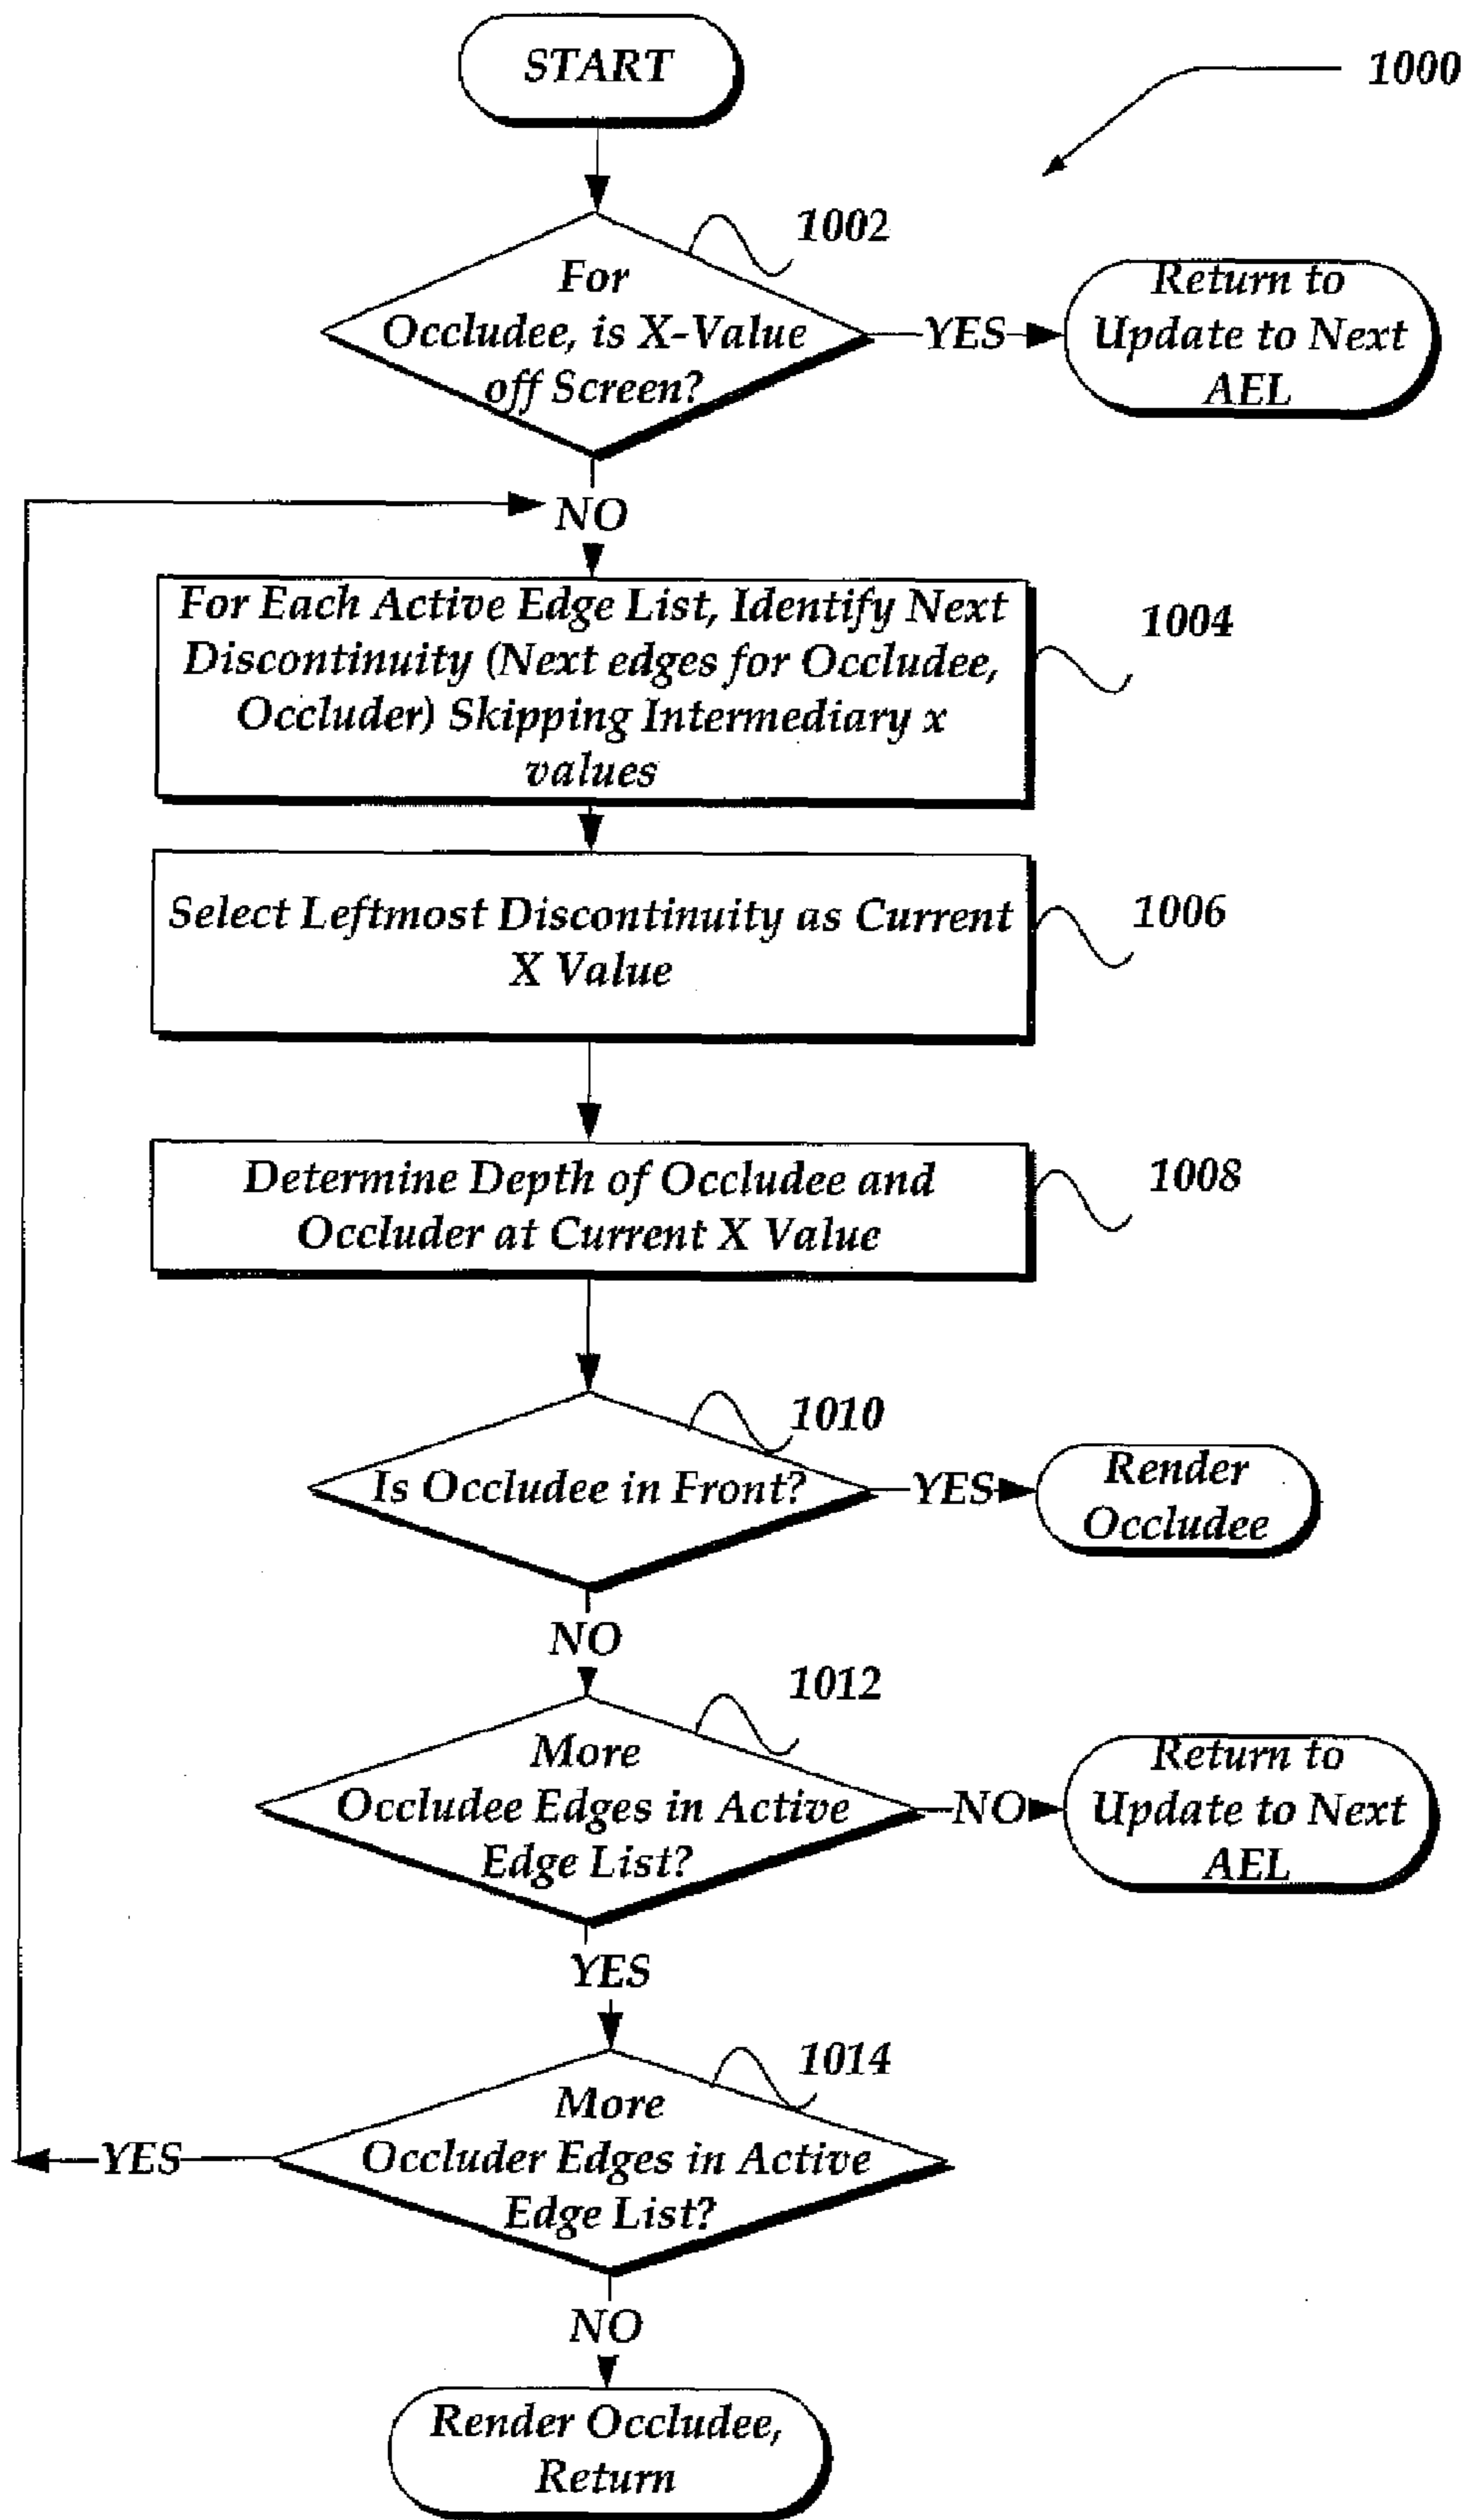 START
1000
1002
For
Occludee, is X-Value
off Screen?
YES
Return to
Update to Next
AEL
NO
For Each Active Edge List, Identify Next
Discontinuity (Next edges for Occludee,
Occluder) Skipping Intermediary x
values
1004
Select Leftmost Discontinuity as Current
X Value
1006
Determine Depth of Occludee and
Occluder at Current X Value
1008
1010
Is Occludee in Front?
YES
Render
Occludee
NO
1012
More
Occludee Edges in Active
Edge List?
NO
Return to
Update to Next
AEL
YES
1014
More
Occluder Edges in Active
Edge List?
YES
NO
Render Occludee,
Return